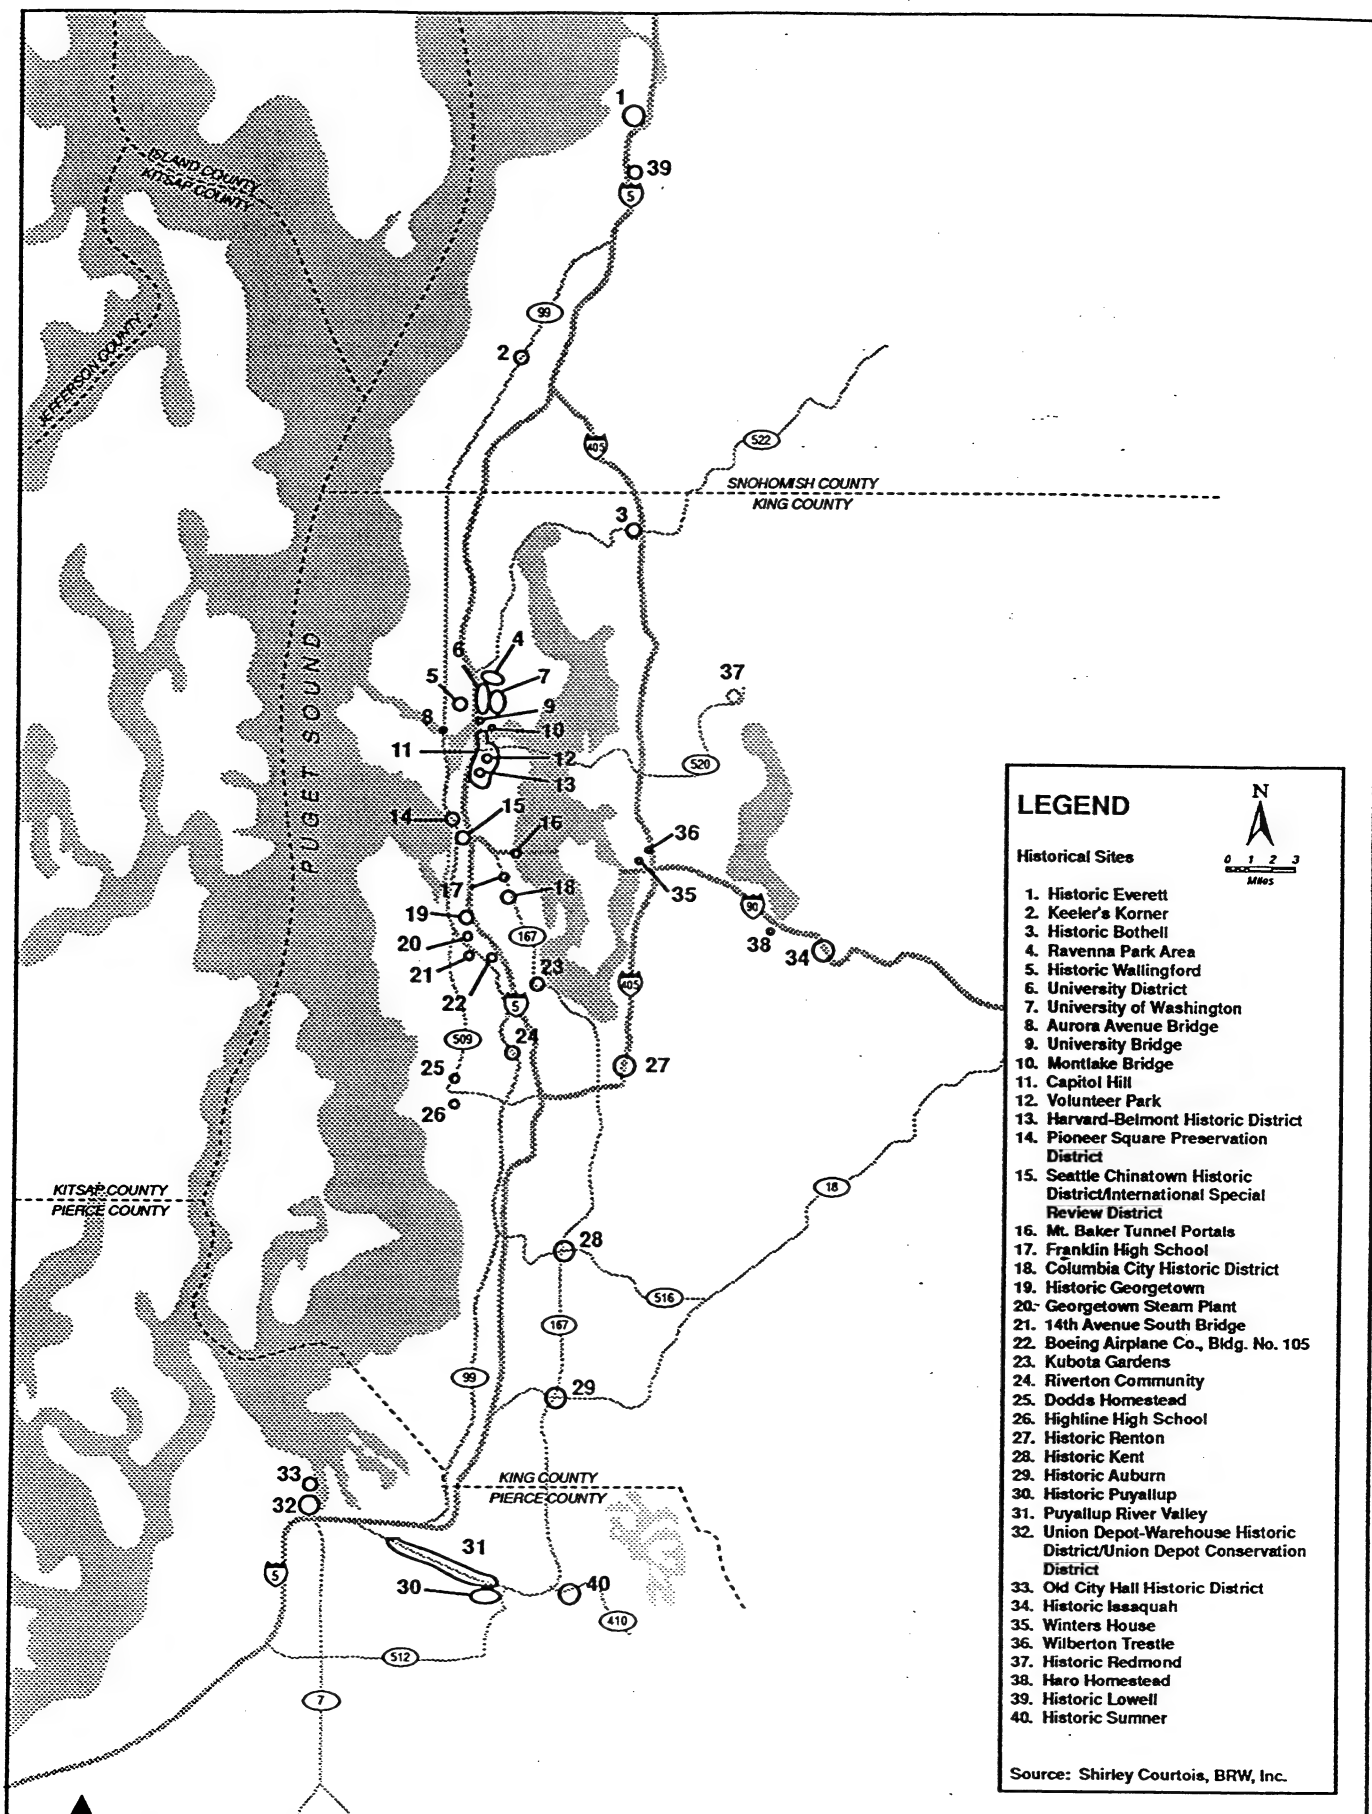 1
39
5
ISLAND COUNTY
KITSAP COUNTY
99
2
JEFFERSON COUNTY
405
522
SNOHOMISH COUNTY
KING COUNTY
3
PUGET SOUND
6
4
5
7
37
8
9
10
11
12
520
13
14
15
16
36
17
18
35
19
90
20
167
38
34
21
22
23
405
5
509
24
25
27
26
KITSAP COUNTY
PIERCE COUNTY
18
28
516
167
99
29
33
KING COUNTY
32
PIERCE COUNTY
31
5
30
40
410
512
7
LEGEND
N
0 1 2 3
Miles
Historical Sites
1. Historic Everett
2. Keeler's Korner
3. Historic Bothell
4. Ravenna Park Area
5. Historic Wallingford
6. University District
7. University of Washington
8. Aurora Avenue Bridge
9. University Bridge
10. Montlake Bridge
11. Capitol Hill
12. Volunteer Park
13. Harvard-Belmont Historic District
14. Pioneer Square Preservation
District
15. Seattle Chinatown Historic
District/International Special
Review District
16. Mt. Baker Tunnel Portals
17. Franklin High School
18. Columbia City Historic District
19. Historic Georgetown
20. Georgetown Steam Plant
21. 14th Avenue South Bridge
22. Boeing Airplane Co., Bldg. No. 105
23. Kubota Gardens
24. Riverton Community
25. Dodds Homestead
26. Highline High School
27. Historic Renton
28. Historic Kent
29. Historic Auburn
30. Historic Puyallup
31. Puyallup River Valley
32. Union Depot-Warehouse Historic
District/Union Depot Conservation
District
33. Old City Hall Historic District
34. Historic Issaquah
35. Winters House
36. Wilberton Trestle
37. Historic Redmond
38. Haro Homestead
39. Historic Lowell
40. Historic Sumner
Source: Shirley Courtois, BRW, Inc.